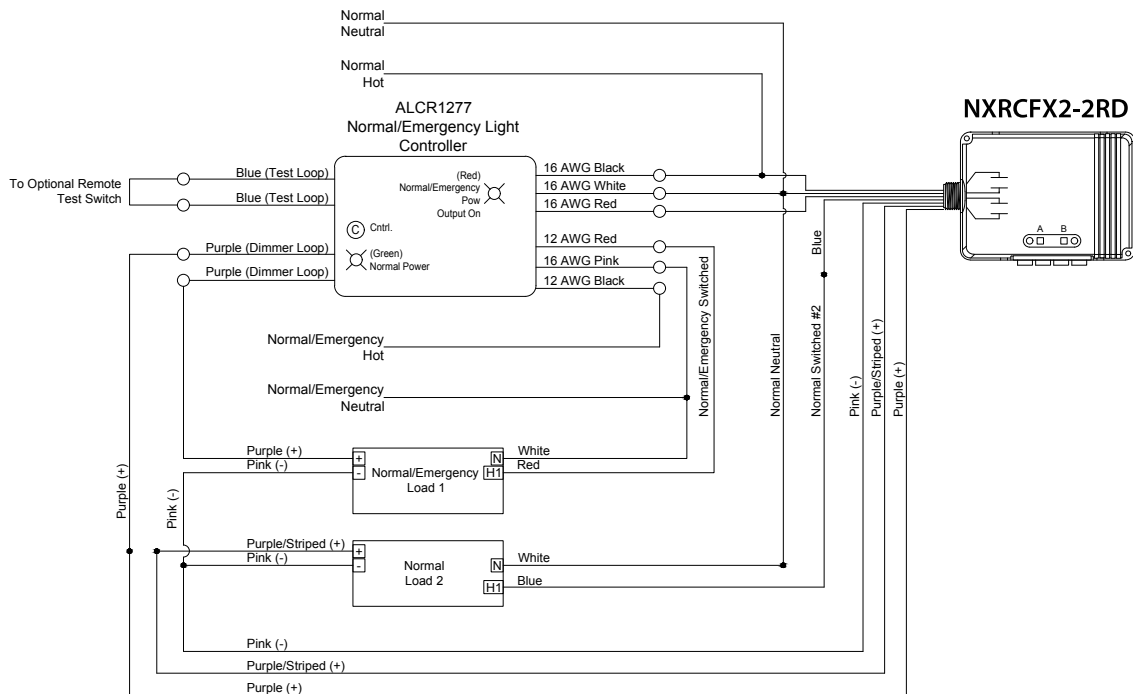 Normal
Neutral
Normal
Hot
NXRCFX2-2RD
ALCR1277
Normal/Emergency Light
Controller
To Optional Remote
Test Switch
Blue (Test Loop)
Blue (Test Loop)
Purple (Dimmer Loop)
Purple (Dimmer Loop)
(Red)
Normal/Emergency
Pow
Output On
C Cntrl.
(Green)
Normal Power
16 AWG Black
16 AWG White
16 AWG Red
12 AWG Red
16 AWG Pink
12 AWG Black
A B
Blue
Normal/Emergency
Hot
Normal/Emergency
Neutral
Normal/Emergency Switched
Normal Neutral
Normal Switched #2
Pink (-)
Purple/Striped (+)
Purple (+)
Purple (+)
Pink (-)
Purple (+)
Pink (-)
+
-
Normal/Emergency
Load 1
N
H1
White
Red
Purple/Striped (+)
Pink (-)
+
-
Normal
Load 2
N
H1
White
Blue
Pink (-)
Purple/Striped (+)
Purple (+)